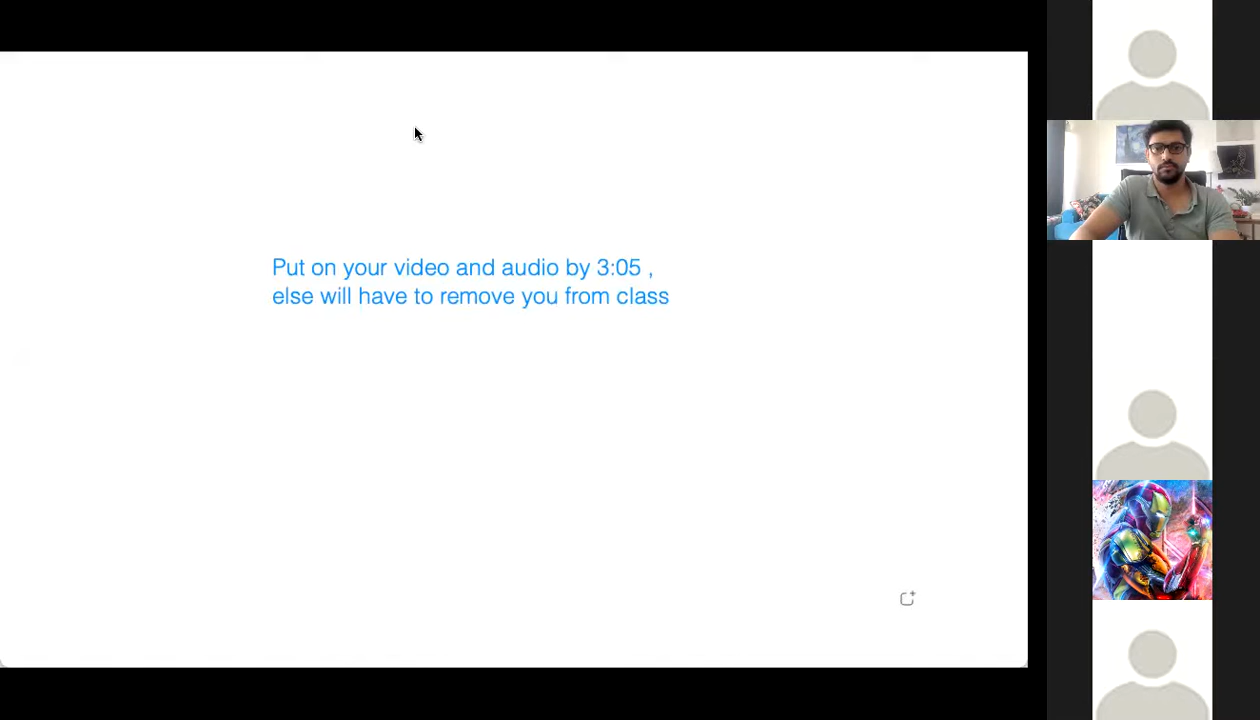 Put on your video and audio by 3:05 ,
else will have to remove you from class